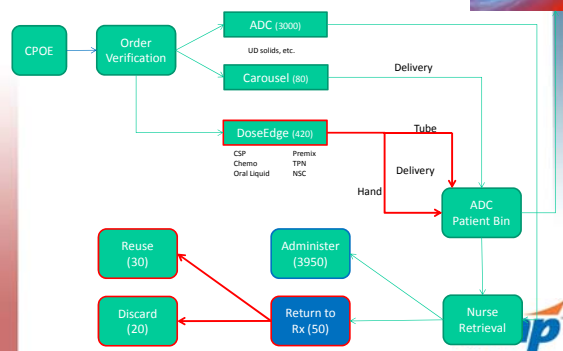 ADC (3000)
CPOE
Order
Verification
UD solids, etc.
Carousel (80)
Delivery
DoseEdge (420)
Tube
CSP Premix
Chemo TPN
Oral Liquid NSC
Delivery
Hand
ADC
Patient Bin
Reuse
(30)
Administer
(3950)
Discard
(20)
Return to
Rx (50)
Nurse
Retrieval